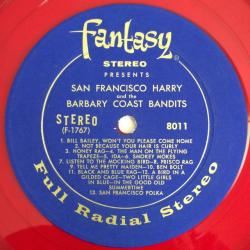 Fantasy
STEREO
PRESENTS
SAN FRANCISCO HARRY
and the
BARBARY COAST BANDITS
STEREO
(F-1767)
8011
1. BILL BAILEY, WON'T YOU PLEASE COME HOME
2. NOT BECAUSE YOUR HAIR IS CURLY
3. HONEY RAG—4. THE MAN ON THE FLYING
TRAPEZE—5. IDA—6. SMOKEY MOKES
7. LISTEN TO THE MOCKING BIRD—8. FRISCO RAG
9. TELL ME PRETTY MAIDEN—10. BEN BOLT
11. BLACK AND BLUE RAG—12. A BIRD IN A
GILDED CAGE—TWO LITTLE GIRLS
IN BLUE—IN THE GOOD OLD
SUMMERTIME
13. SAN FRANCISCO POLKA
Full Radial Stereo